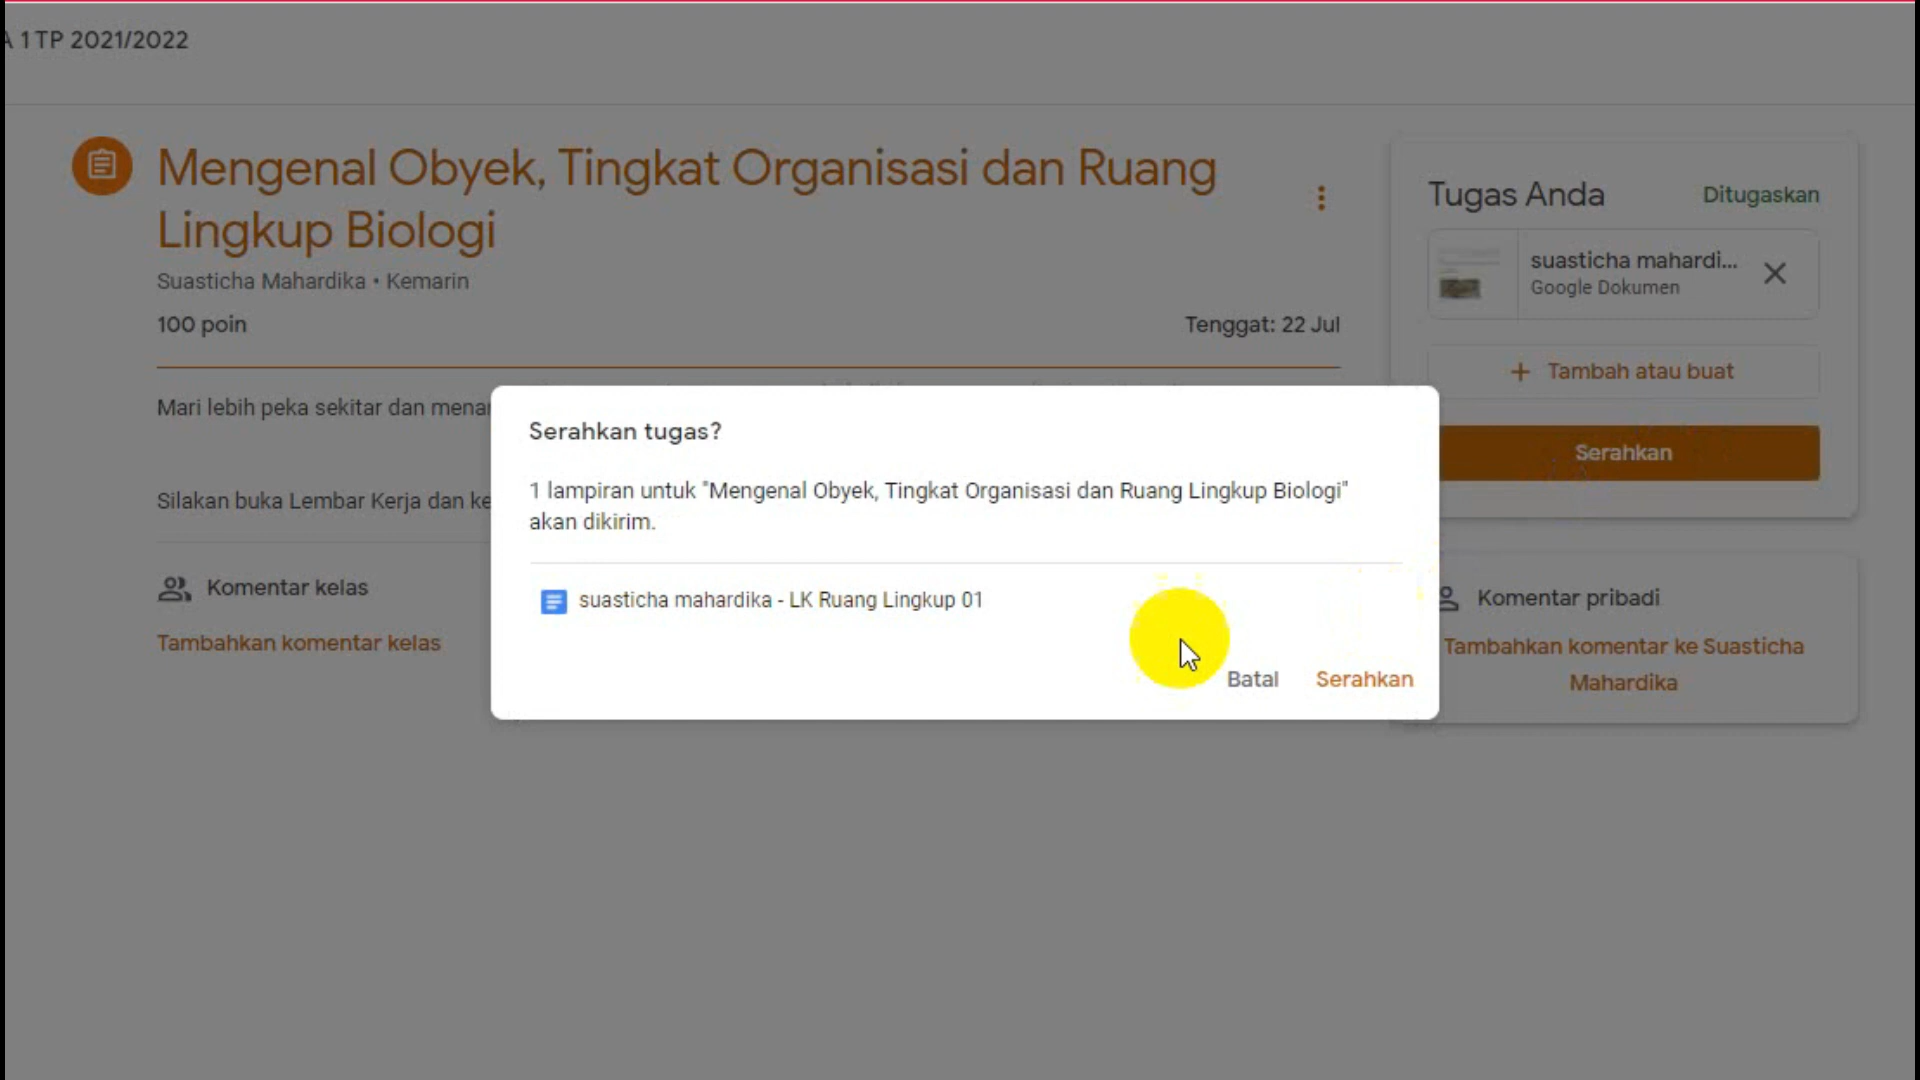 1 TP 2021/2022
Mengenal Obyek, Tingkat Organisasi dan Ruang
Lingkup Biologi
Suasticha Mahardika • Kemarin
100 poin
Tenggat: 22 Jul
Mari lebih peka sekitar dan
Silakan buka Lembar Kerja dan
Komentar kelas
Tambahkan komentar kelas
Tugas Anda
Ditugaskan
suasticha mahardi...
Google Dokumen
+ Tambah atau buat
Serahkan
Komentar pribadi
Tambahkan komentar ke Suasticha
Mahardika
Serahkan tugas?
1 lampiran untuk "Mengenal Obyek, Tingkat Organisasi dan Ruang Lingkup Biologi"
akan dikirim.
suasticha mahardika - LK Ruang Lingkup 01
Batal
Serahkan